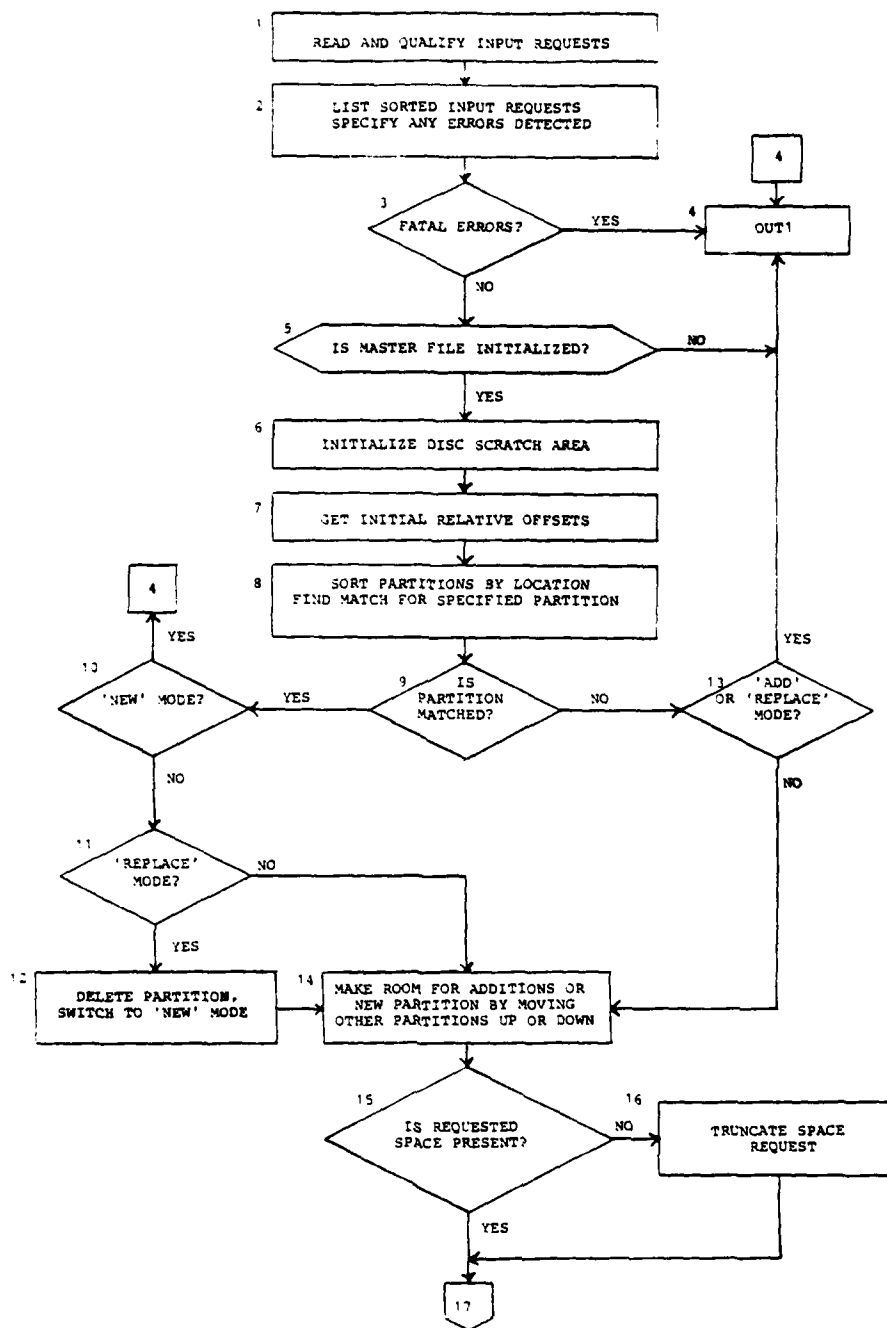 1
READ AND QUALIFY INPUT REQUESTS
2
LIST SORTED INPUT REQUESTS
SPECIFY ANY ERRORS DETECTED
4
3
FATAL ERRORS?
YES
4
OUT1
NO
5
IS MASTER FILE INITIALIZED?
NO
YES
6
INITIALIZE DISC SCRATCH AREA
7
GET INITIAL RELATIVE OFFSETS
8
SORT PARTITIONS BY LOCATION
FIND MATCH FOR SPECIFIED PARTITION
4
YES
YES
10
'NEW' MODE?
YES
9
IS
PARTITION
MATCHED?
NO
13
'ADD'
OR 'REPLACE'
MODE?
NO
NO
11
'REPLACE'
MODE?
NO
YES
12
DELETE PARTITION,
SWITCH TO 'NEW' MODE
14
MAKE ROOM FOR ADDITIONS OR
NEW PARTITION BY MOVING
OTHER PARTITIONS UP OR DOWN
15
IS REQUESTED
SPACE PRESENT?
NO
16
TRUNCATE SPACE
REQUEST
YES
17